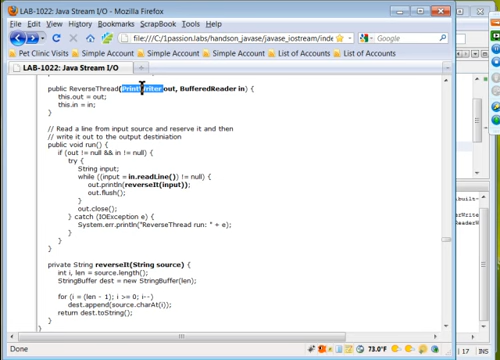 LAB-1022: Java Stream I/O - Mozilla Firefox
File Edit View History Bookmarks ScrapBook Tools Help
file:///C:/1passion.labs/handson_javase/javase_iostream/inde
Pet Clinic Visits Simple Account Simple Account List of Accounts List of Accounts
LAB-1022: Java Stream I/O
public ReverseThread(PrintWriter out, BufferedReader in) {
this.out = out;
this.in = in;
}
// Read a line from input source and reserve it and then
// write it out to the output destiniation
public void run() {
if (out != null && in != null) {
try {
String input;
while ((input = in.readLine()) != null) {
out.println(reverseIt(input));
out.flush();
}
out.close();
} catch (IOException e) {
System.err.println("ReverseThread run: " + e);
}
}
}
private String reverseIt(String source) {
int i, len = source.length();
StringBuffer dest = new StringBuffer(len);
for (i = (len - 1); i >= 0; i--)
dest.append(source.charAt(i));
return dest.toString();
}
Done
73.0°F
17